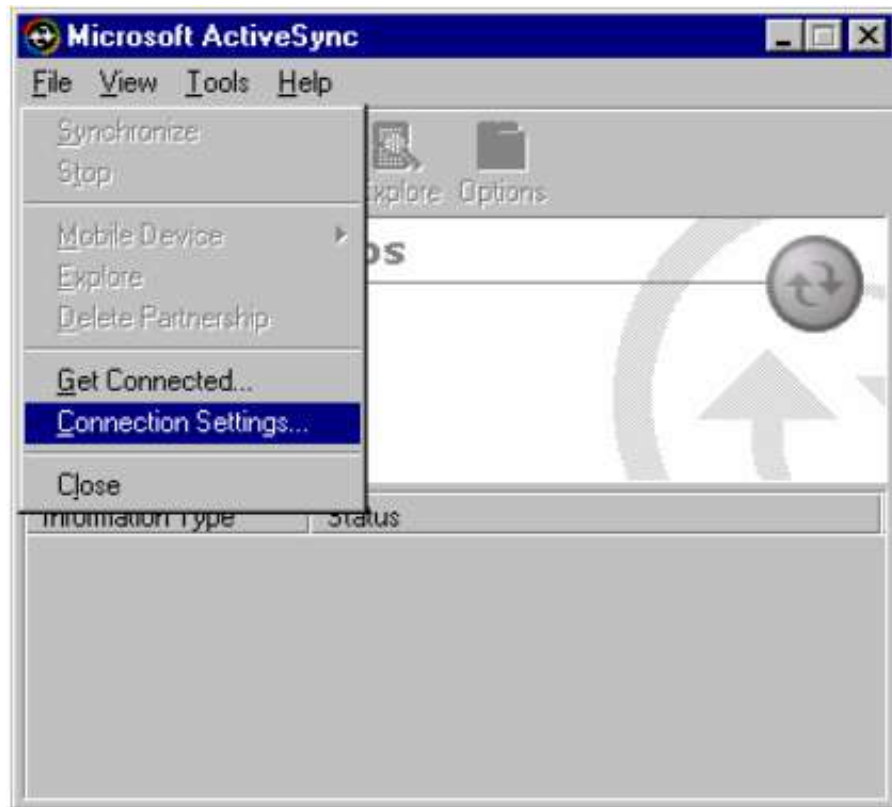 Microsoft ActiveSync
File View Tools Help
Synchronize
Stop
Explore Options
Mobile Device
Explore
Delete Partnership
Get Connected...
Connection Settings...
Close
Information Type Status